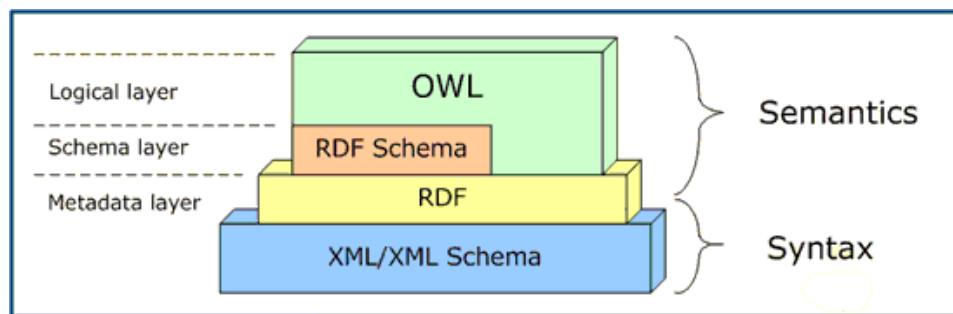 Logical layer
Schema layer
Metadata layer
OWL
RDF Schema
RDF
XML/XML Schema
Semantics
Syntax